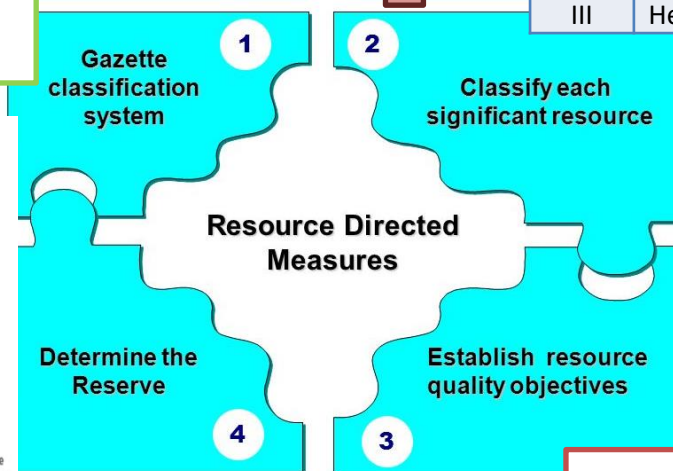 III
1
Gazette
classification
system
2
Classify each
significant resource
Resource Directed
Measures
Determine the
Reserve
4
Establish resource
quality objectives
3